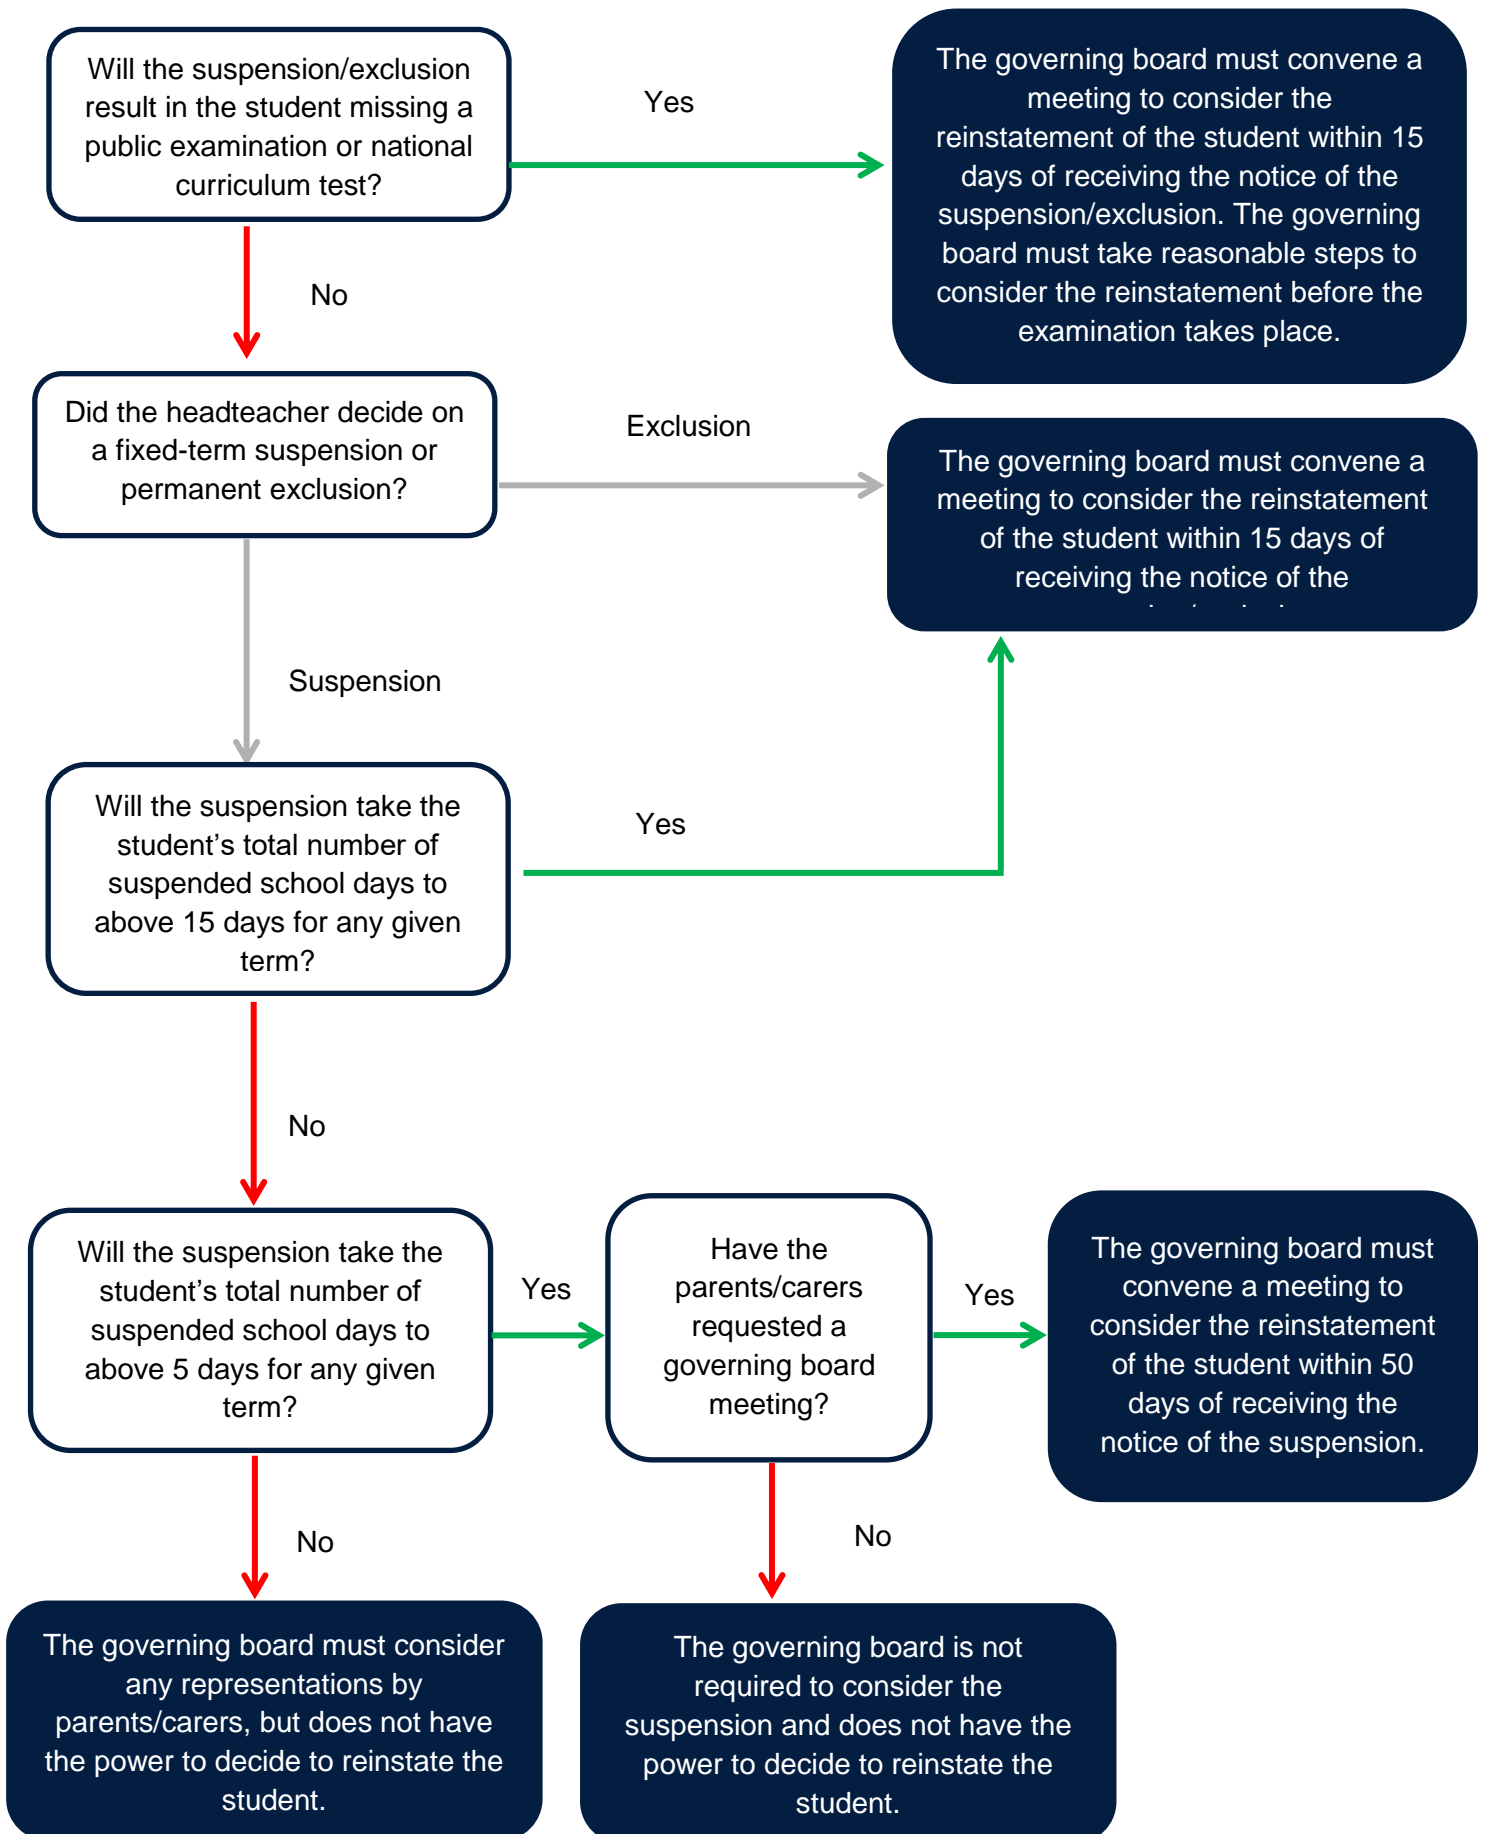 Will the suspension/exclusion
result in the student missing a
public examination or national
curriculum test?
Yes
The governing board must convene a
meeting to consider the
reinstatement of the student within 15
days of receiving the notice of the
suspension/exclusion. The governing
board must take reasonable steps to
consider the reinstatement before the
examination takes place.
No
Did the headteacher decide on
a fixed-term suspension or
permanent exclusion?
Exclusion
The governing board must convene a
meeting to consider the reinstatement
of the student within 15 days of
receiving the notice of the
Suspension
Will the suspension take the
student’s total number of
suspended school days to
above 15 days for any given
term?
Yes
No
Will the suspension take the
student’s total number of
suspended school days to
above 5 days for any given
term?
Yes
Have the
parents/carers
requested a
governing board
meeting?
Yes
The governing board must
convene a meeting to
consider the reinstatement
of the student within 50
days of receiving the
notice of the suspension.
No
No
The governing board must consider
any representations by
parents/carers, but does not have
the power to decide to reinstate the
student.
The governing board is not
required to consider the
suspension and does not have the
power to decide to reinstate the
student.